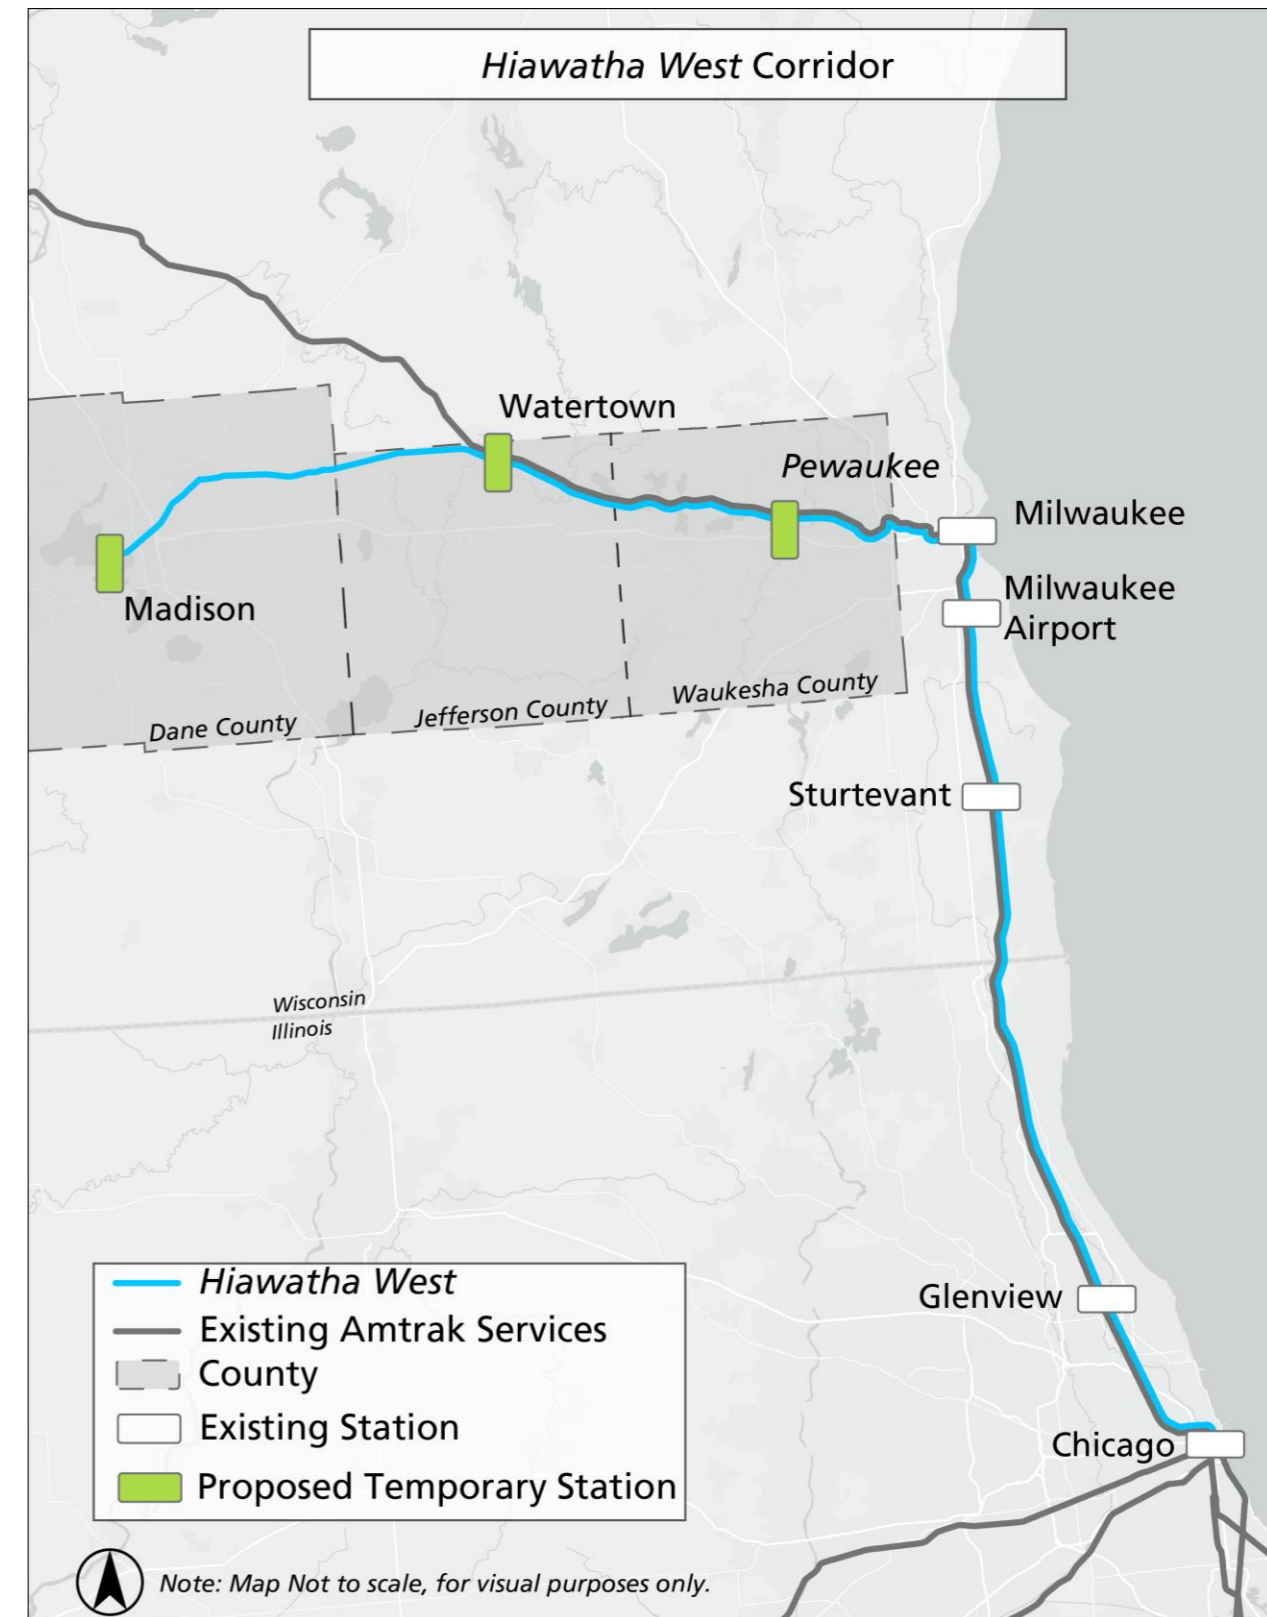 Hiawatha West Corridor
Watertown
Pewaukee
Milwaukee
Milwaukee
Airport
Madison
Waukesha County
Jefferson County
Dane County
Sturtevant
Wisconsin
Illinois
Glenview
Chicago
Hiawatha West
Existing Amtrak Services
County
Existing Station
Proposed Temporary Station
Note: Map Not to scale, for visual purposes only.